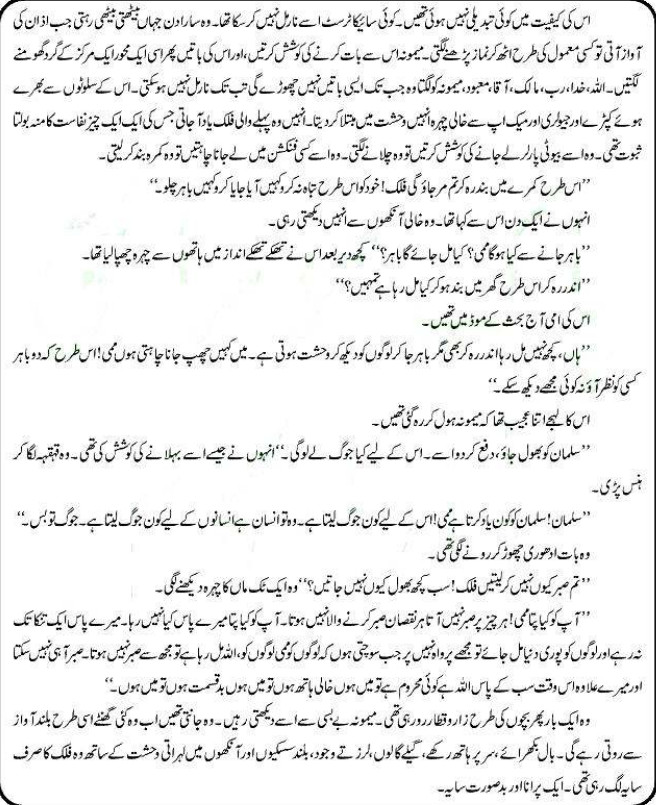 اس کی کیفیت میں کوئی تبدیلی نہیں ہوئی تھیں۔ کوئی سائیکاٹرسٹ اسے نارمل نہیں کر سکا تھا۔ وہ سارا دن جہاں بیٹھتی بیٹھی رہتی جب اذان کی
آواز آتی تو کسی معمول کی طرح اٹھ کر نماز پڑھنے لگتی۔ میمونہ اس سے بات کرنے کی کوشش کرتیں، اور اس کی باتیں پھر اسی ایک محور ایک مرکز کے گرد گھومنے
لگتیں۔ اللہ، خدا، رب، مالک، آقا، معبود، میمونہ کو لگتا وہ جب تک ایسی باتیں نہیں چھوڑے گی تب تک نارمل نہیں ہو سکتی۔ اس کے سلوٹوں سے بھرے
ہوئے کپڑے اور جیولری اور میک اپ سے خالی چہرہ انہیں وحشت میں مبتلا کر دیتا۔ انہیں وہ پہلے والی فلک یاد آ جاتی جس کی ایک ایک چیز نفاست کا منہ بولتا
ثبوت تھی۔ وہ اسے بیوٹی پارلر لے جانے کی کوشش کرتیں تو وہ چلانے لگتی۔ وہ اسے کسی فنکشن میں لے جانا چاہتیں تو وہ کمرہ بند کر لیتی۔
’’اس طرح کمرے میں بند رہ کر تم مر جاؤ گی فلک! خود کو اس طرح تباہ نہ کرو کہیں آیا جایا کرو کہیں باہر چلو۔‘‘
انہوں نے ایک دن اس سے کہا تھا۔ وہ خالی آنکھوں سے انہیں دیکھتی رہی۔
’’باہر جانے سے کیا ہو گا ممی؟ کیا مل جائے گا باہر؟‘‘ کچھ دیر بعد اس نے تھکے تھکے انداز میں ہاتھوں سے چہرہ چھپا لیا تھا۔
’’اندر رہ کر اس طرح گھر میں بند ہو کر کیا مل رہا ہے تمہیں؟‘‘
اس کی امی آج بحث کے موڈ میں تھیں۔
’’ہاں، کچھ نہیں مل رہا اندر رہ کر بھی مگر باہر جا کر لوگوں کو دیکھ کر وحشت ہوتی ہے۔ میں کہیں چھپ جانا چاہتی ہوں ممی! اس طرح کہ دوبارہ
کسی کو نظر آؤ نہ کوئی مجھے دیکھ سکے۔‘‘
اس کا لہجہ اتنا عجیب تھا کہ میمونہ ہول کر رہ گئی تھیں۔
’’سلمان کو بھول جاؤ، دفع کر دو اسے۔ اس کے لیے کیا جوگ لے لو گی۔‘‘ انہوں نے جیسے اسے بہلانے کی کوشش کی تھی۔ وہ قہقہہ لگا کر
ہنس پڑی۔
’’سلمان! سلمان کو کون یاد کرتا ہے ممی! اس کے لیے کون جوگ لیتا ہے۔ وہ تو انسان ہے انسانوں کے لیے کون جوگ لیتا ہے۔ جوگ تو بس۔‘‘
وہ بات ادھوری چھوڑ کر رونے لگی تھی۔
’’تم صبر کیوں نہیں کر لیتیں فلک! سب کچھ بھول کیوں نہیں جاتیں؟‘‘ وہ ایک ٹک ماں کا چہرہ دیکھنے لگی۔
’’آپ کو کیا پتا ممی! ہر چیز پر صبر نہیں آتا ہر نقصان صبر کرنے والا نہیں ہوتا۔ آپ کو کیا پتا میرے پاس کیا نہیں رہا۔ میرے پاس ایک تنکا تک
نہ رہے اور لوگوں کو پوری دنیا مل جائے تو مجھے پرواہ نہیں پر جب سوچتی ہوں کہ لوگوں کو ممی لوگوں کو، اللہ مل رہا ہے تو مجھ سے صبر نہیں ہوتا۔ صبر آ ہی نہیں سکتا
اور میرے علاوہ اس وقت سب کے پاس اللہ ہے کوئی محروم ہے تو میں ہوں خالی ہاتھ ہوں تو میں ہوں بدقسمت ہوں تو میں ہوں۔‘‘
وہ ایک بار پھر بچوں کی طرح زار و قطار رو رہی تھی۔ میمونہ بے بسی سے اسے دیکھتی رہیں۔ وہ جانتی تھیں اب وہ کئی گھنٹے اسی طرح بلند آواز
سے روتی رہے گی۔ بال بکھرائے، سر پر ہاتھ رکھے، گیلے گالوں، لرزتے وجود، بلند سسکیوں اور آنکھوں میں لہراتی وحشت کے ساتھ وہ فلک کا صرف
سایہ لگ رہی تھی۔ ایک پرانا اور بدصورت سایہ۔